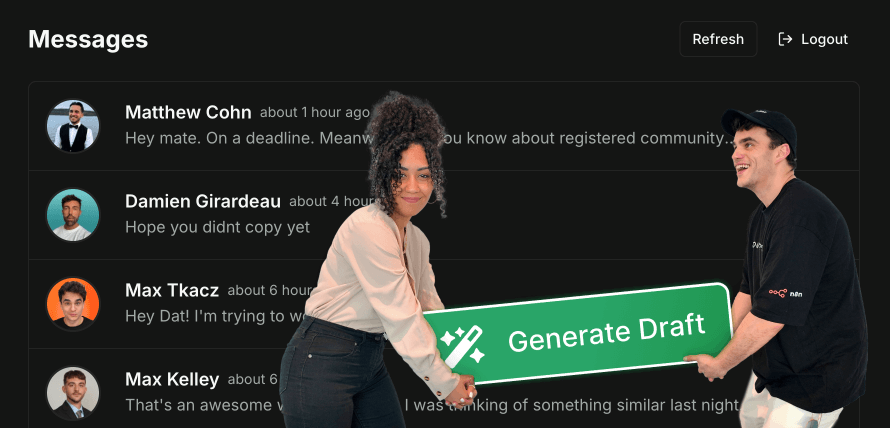 Messages
Refresh
Logout
Matthew Cohn about 1 hour ago
Hey mate. On a deadline. Meanw ou know about registered community…
Damien Girardeau about 4 hour
Hope you didnt copy yet
Max Tkacz about 6 hour
Hey Dat! I'm trying to w
Generate Draft
n8n
Max Kelley about 6
That's an awesome w I was thinking of something similar last night